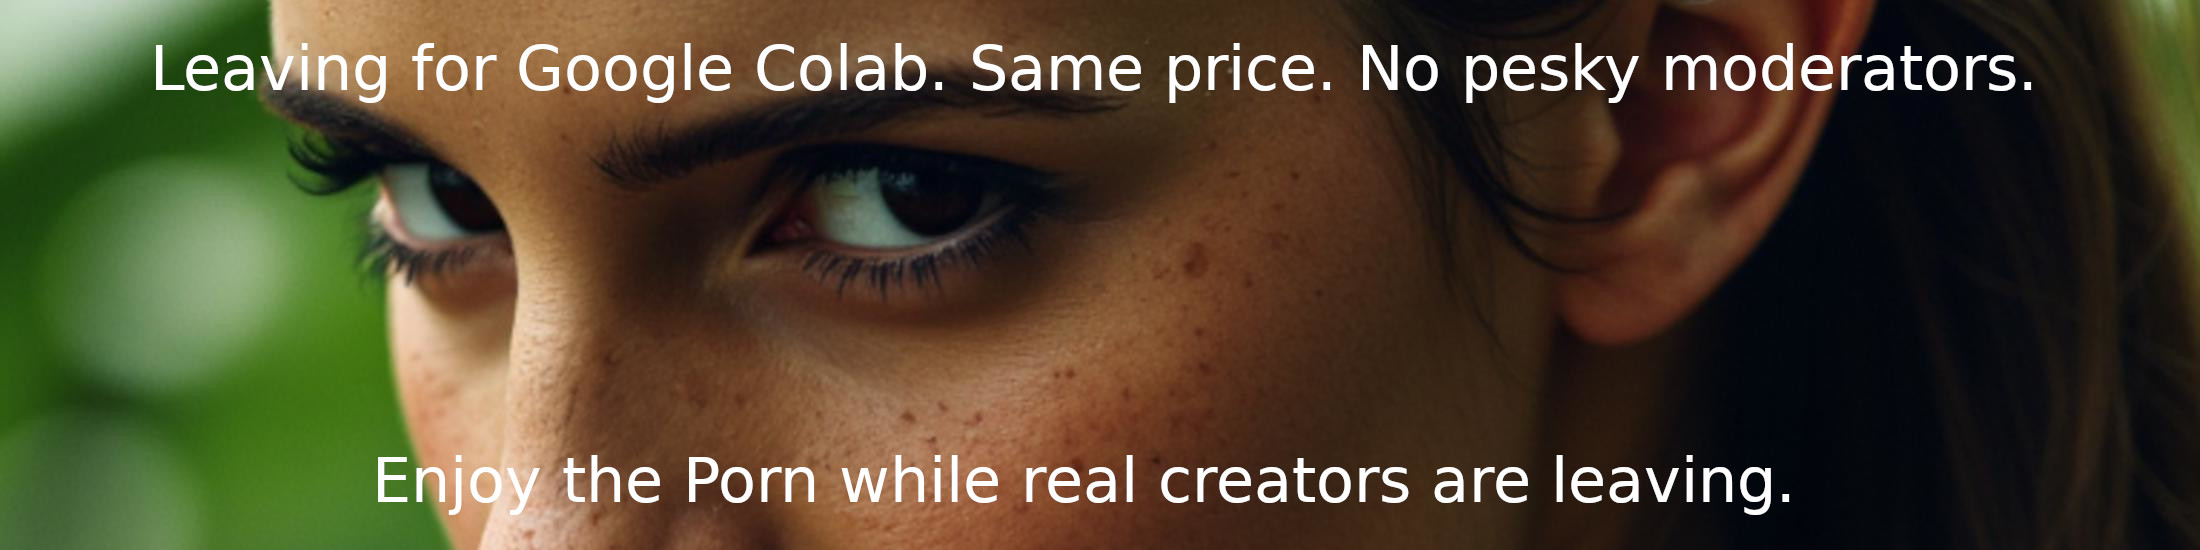 Leaving for Google Colab. Same price. No pesky moderators.
Enjoy the Porn while real creators are leaving.